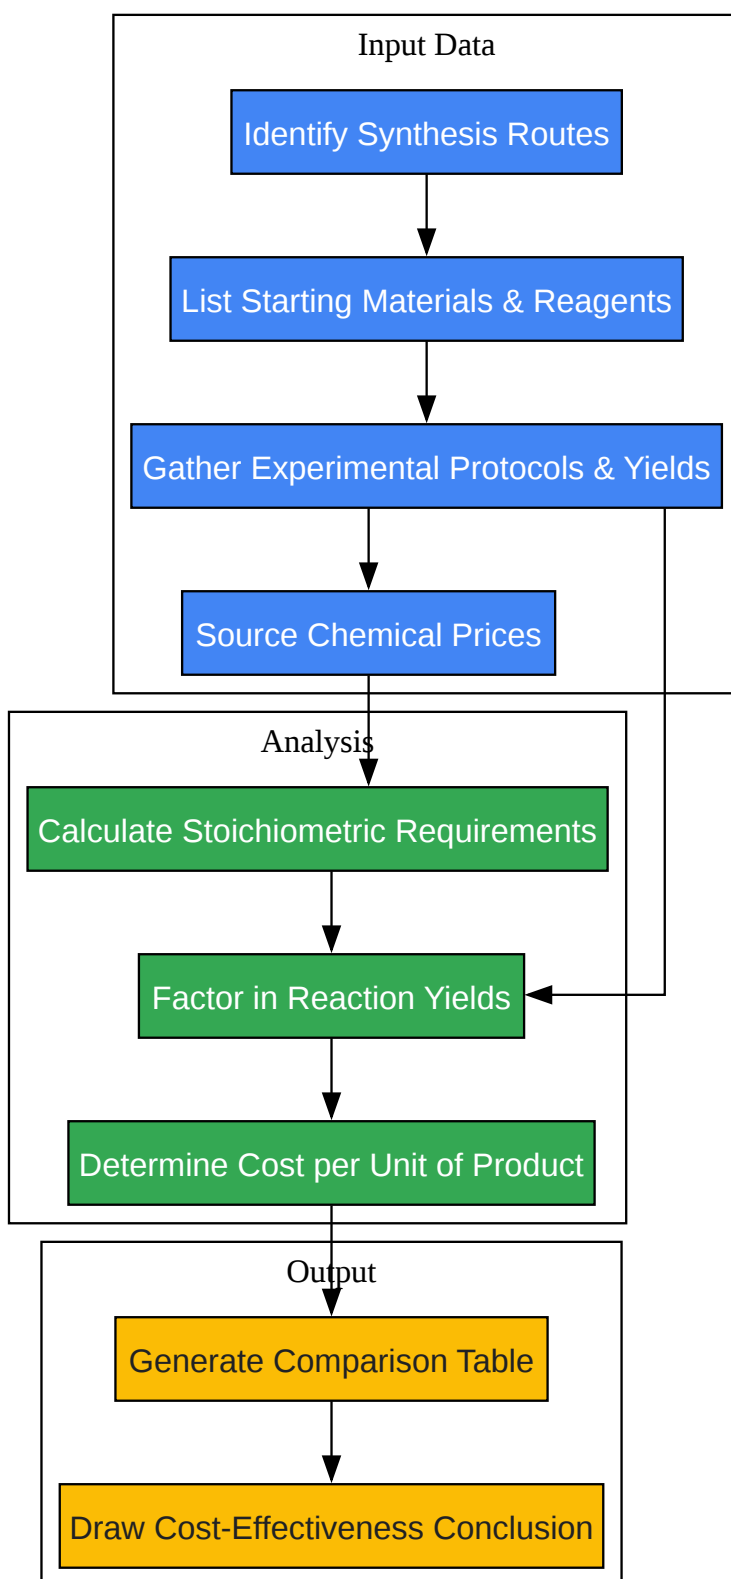 Input Data
Identify Synthesis Routes
List Starting Materials & Reagents
Gather Experimental Protocols & Yields
Source Chemical Prices
Analysis
Calculate Stoichiometric Requirements
Factor in Reaction Yields
Determine Cost per Unit of Product
Output
Generate Comparison Table
Draw Cost-Effectiveness Conclusion